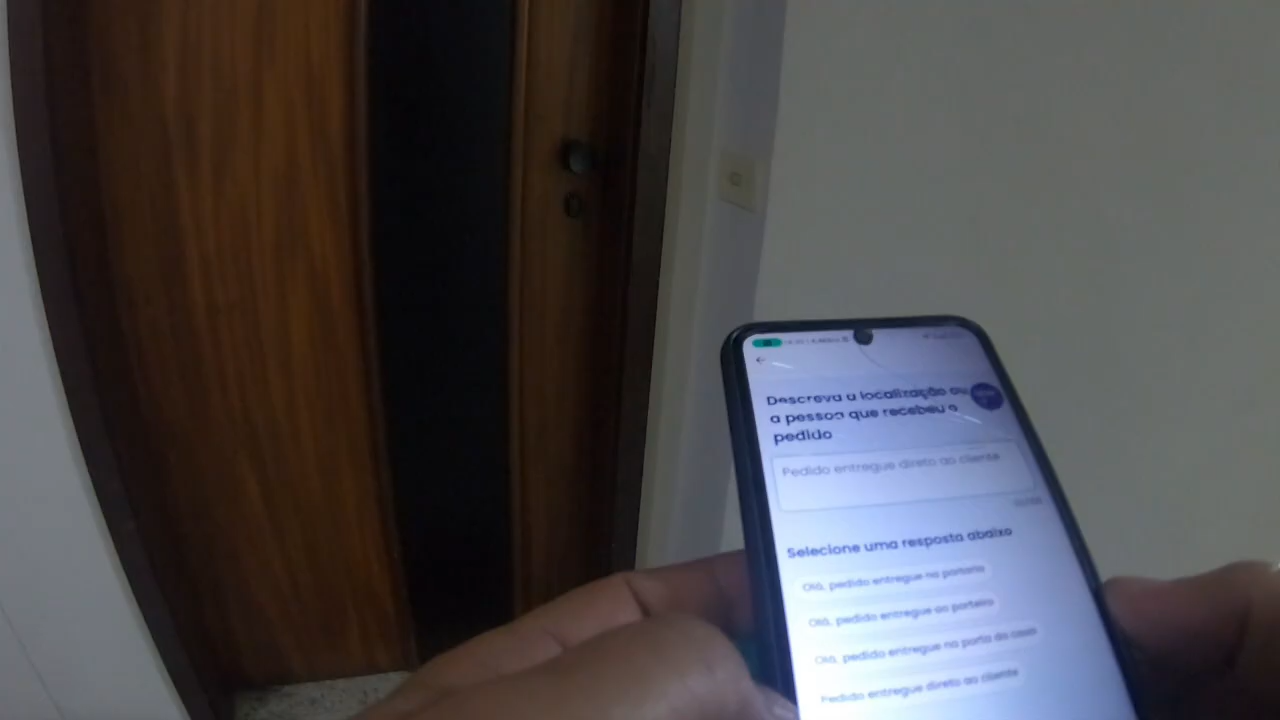 Descreva a localização ou
a pessoa que recebeu o
pedido
Pedido entregue direto ao cliente
Selecione uma resposta abaixo
Olá, pedido entregue na portaria
Olá, pedido entregue ao porteiro
Olá, pedido entregue na porta da casa
Pedido entregue direto ao cliente